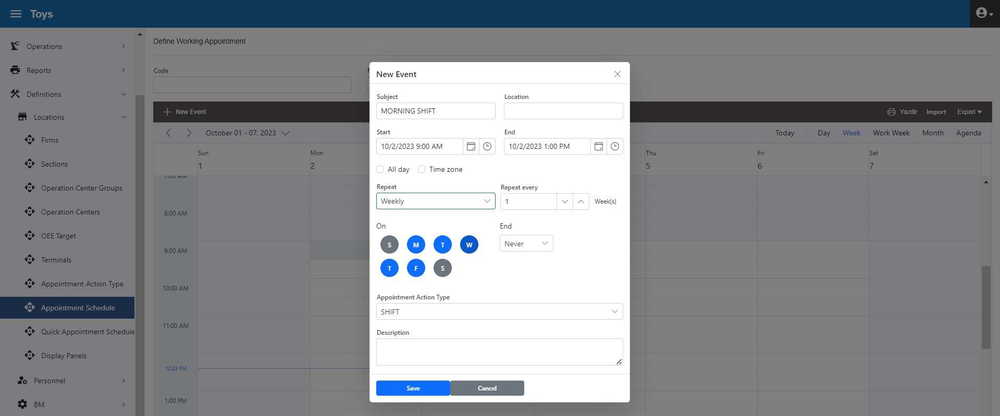 Toys
Operations
Reports
Definitions
Locations
Firms
Sections
Operation Center Groups
Operation Centers
OEE Target
Terminals
Appointment Action Type
Appointment Schedule
Quick Appointment Schedule
Display Panels
Personnel
BM
Define Working Appointment
Code
New Event
Yazdir Import Export
October 01 - 07, 2023
Today Day Week Work Week Month Agenda
Sun Mon Thu Fri Sat
1 2 5 6 7
7:00 AM
8:00 AM
9:00 AM
10:00 AM
11:00 AM
12:23 PM
1:00 PM
New Event
Subject Location
MORNING SHIFT
Start End
10/2/2023 9:00 AM 10/2/2023 1:00 PM
All day Time zone
Repeat Repeat every
Weekly 1 Week(s)
On End
S M T W Never
T F S
Appointment Action Type
SHIFT
Description
Save Cancel